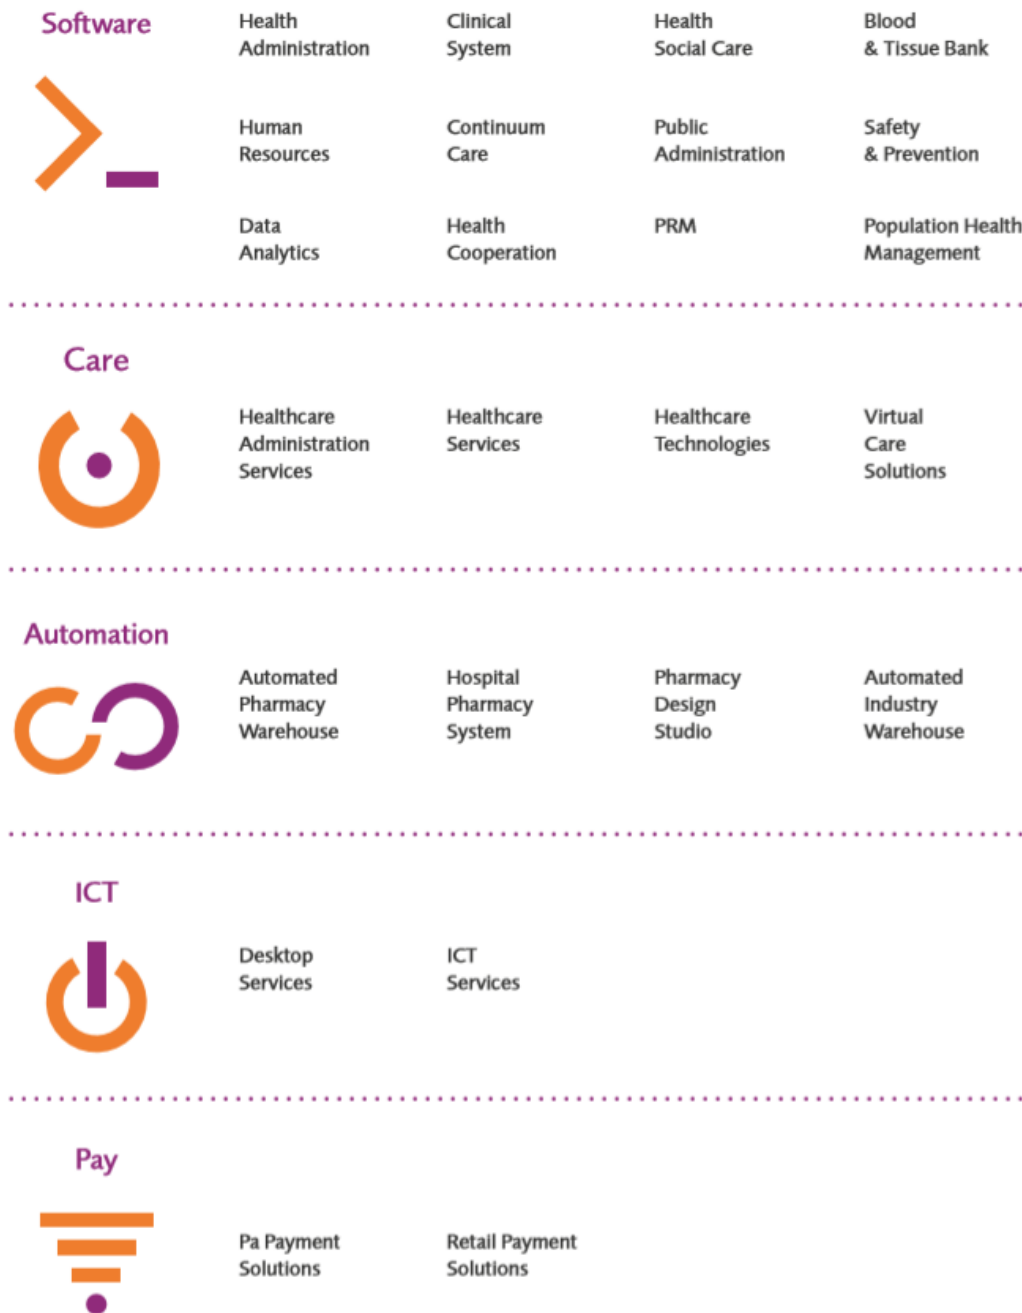 Software
Health
Administration
Clinical
System
Health
Social Care
Blood
& Tissue Bank
Human
Resources
Continuum
Care
Public
Administration
Safety
& Prevention
Data
Analytics
Health
Cooperation
PRM
Population Health
Management
Care
Healthcare
Administration
Services
Healthcare
Services
Healthcare
Technologies
Virtual
Care
Solutions
Automation
Automated
Pharmacy
Warehouse
Hospital
Pharmacy
System
Pharmacy
Design
Studio
Automated
Industry
Warehouse
ICT
Desktop
Services
ICT
Services
Pay
Pa Payment
Solutions
Retail Payment
Solutions